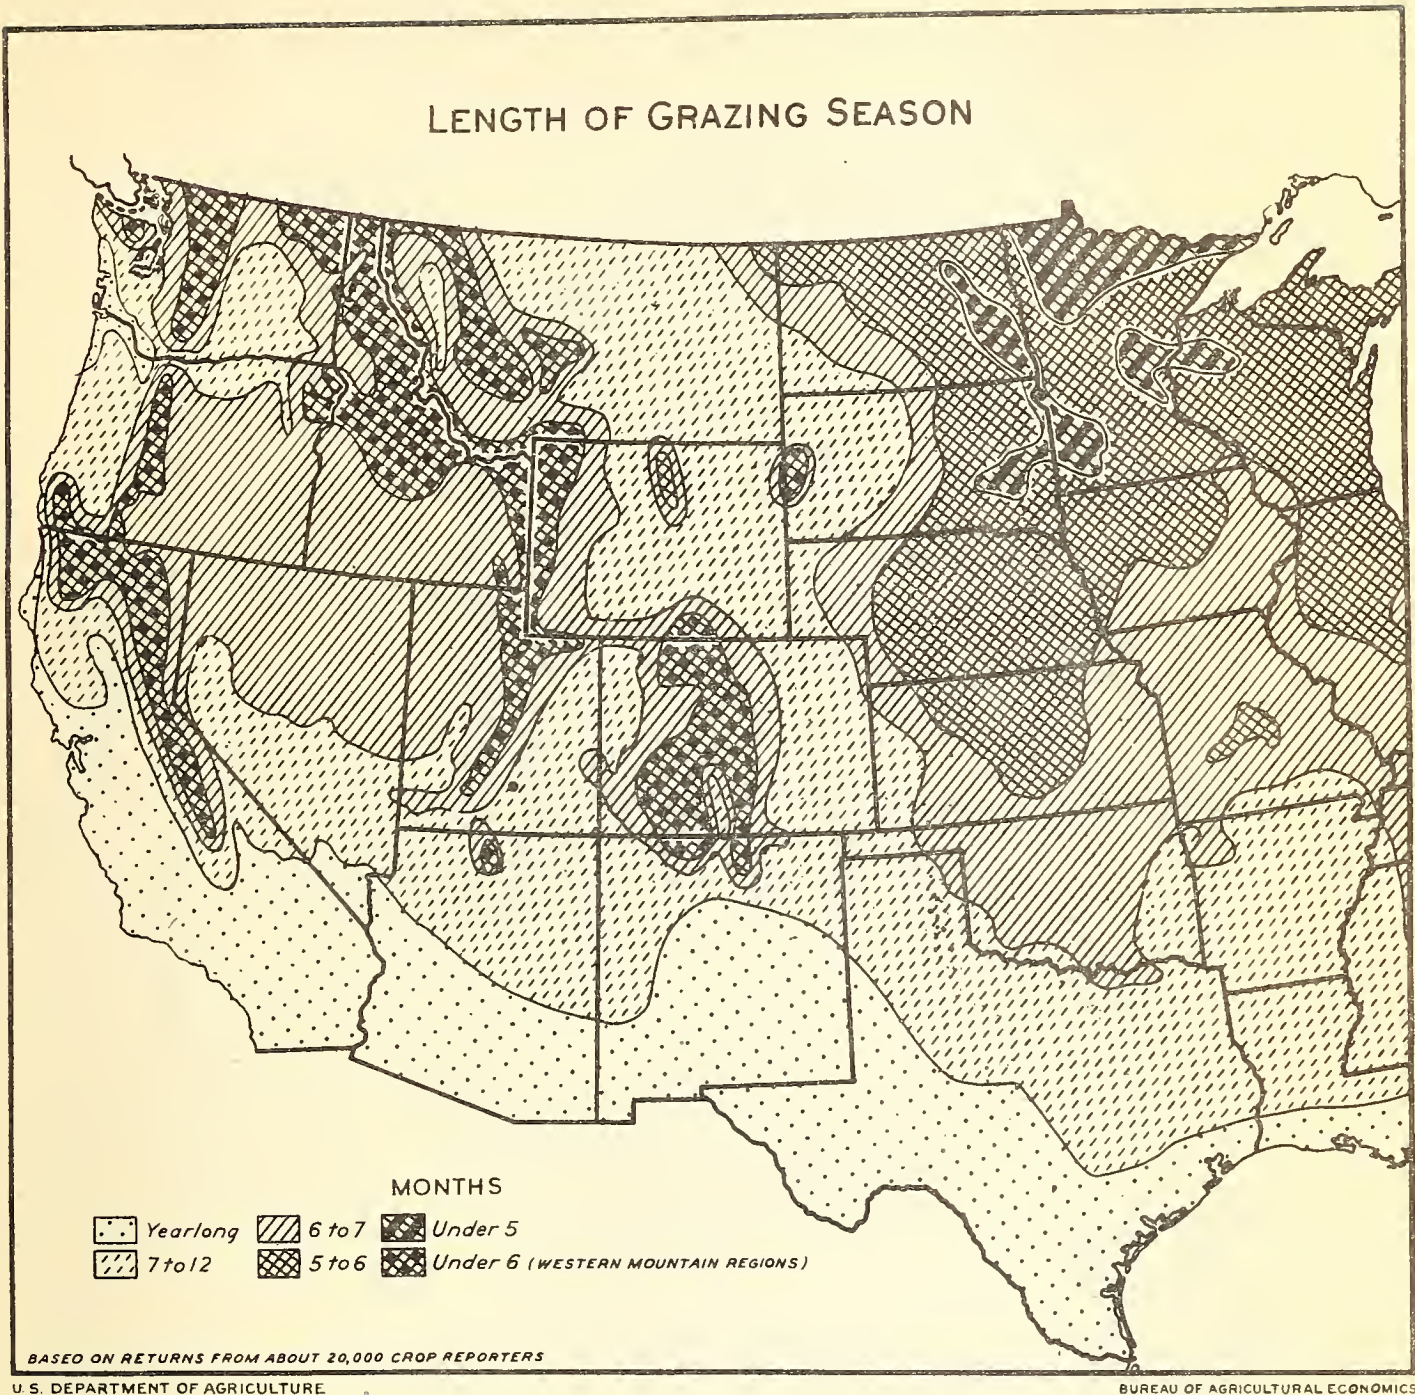 LENGTH OF GRAZING SEASON
MONTHS
Yearlong 6 to 7 Under 5
7 to 12 5 to 6 Under 6 (WESTERN MOUNTAIN REGIONS)
BASED ON RETURNS FROM ABOUT 20,000 CROP REPORTERS
U.S. DEPARTMENT OF AGRICULTURE BUREAU OF AGRICULTURAL ECONOMICS